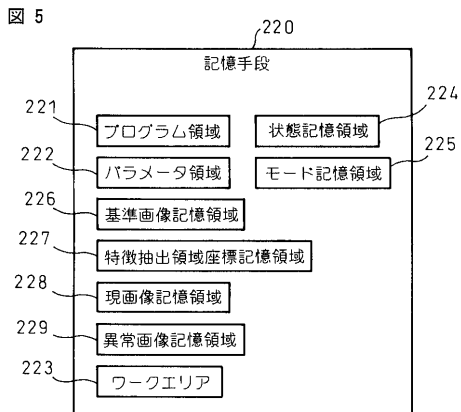 図 5
220
記憶手段
221
プログラム領域
状態記憶領域
224
222
パラメータ領域
モード記憶領域
225
226
基準画像記憶領域
227
特徴抽出領域座標記憶領域
228
現画像記憶領域
229
異常画像記憶領域
223
ワークエリア